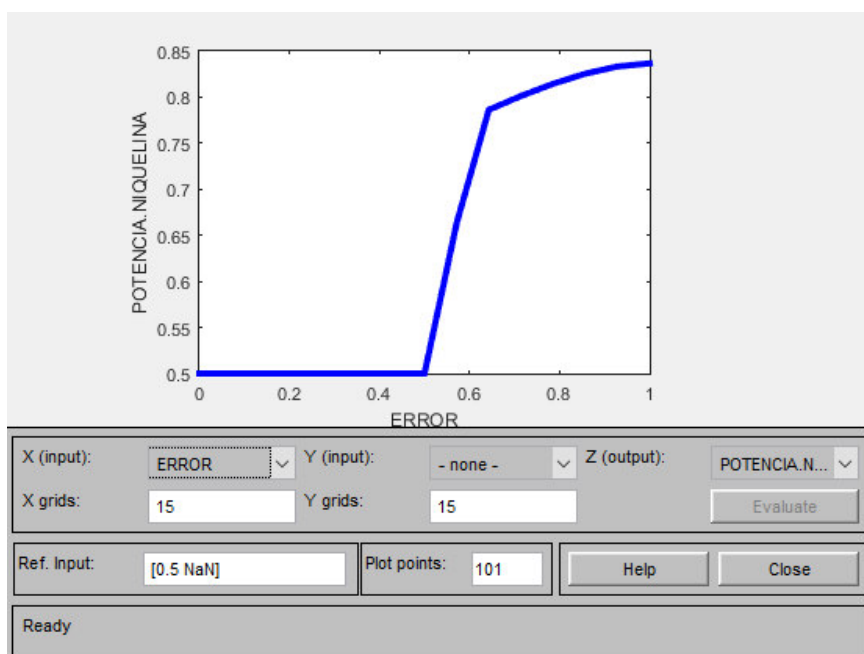 0.85
0.8
0.75
0.7
0.65
0.6
0.55
0.5
POTENCIA.NIQUELINA
0 0.2 0.4 0.6 0.8 1
ERROR
X (input): ERROR Y (input): - none - Z (output): POTENCIA.N...
X grids: 15 Y grids: 15 Evaluate
Ref. Input: [0.5 NaN] Plot points: 101 Help Close
Ready